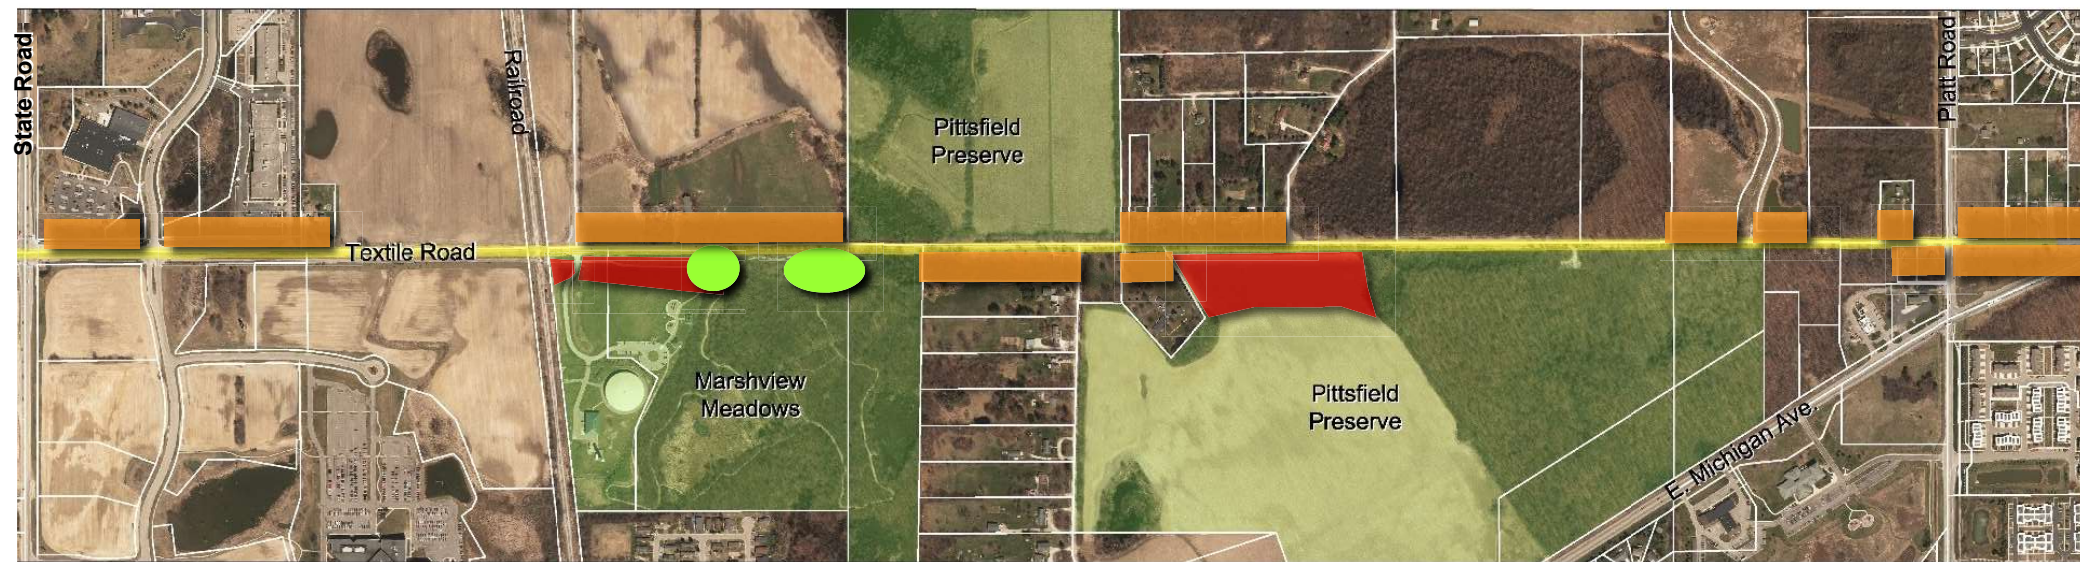 State Road
Railroad
Platt Road
Pittsfield
Preserve
Textile Road
Marshview
Meadows
Pittsfield
Preserve
E. Michigan Ave.